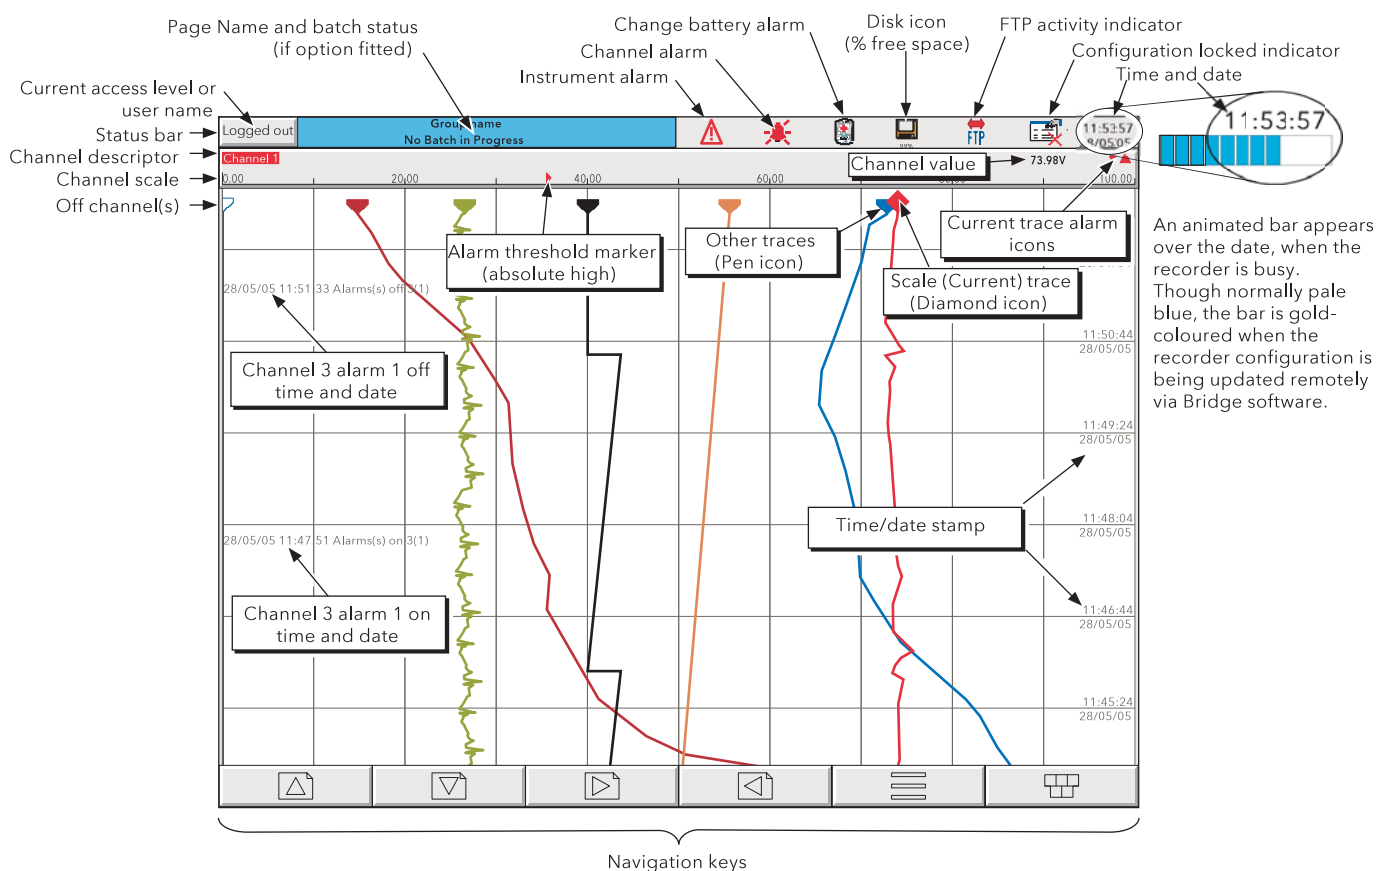 Page Name and batch status
(if option fitted)
Change battery alarm
Channel alarm
Instrument alarm
Disk icon
(% free space)
FTP activity indicator
Configuration locked indicator
Time and date
Current access level or
user name
Status bar
Channel descriptor
Channel scale
Off channel(s)
Logged out
Group name
No Batch in Progress
FTP
99%
11:53:57
28/05/05
11:53:57
Channel 1
Channel value
73.98V
0.00
20.00
40.00
60.00
100.00
Alarm threshold marker
(absolute high)
Other traces
(Pen icon)
Current trace alarm
icons
Scale (Current) trace
(Diamond icon)
An animated bar appears
over the date, when the
recorder is busy.
Though normally pale
blue, the bar is gold-
coloured when the
recorder configuration is
being updated remotely
via Bridge software.
28/05/05 11:51:33 Alarms(s) off 3(1)
Channel 3 alarm 1 off
time and date
11:50:44
28/05/05
11:49:24
28/05/05
Time/date stamp
11:48:04
28/05/05
28/05/05 11:47:51 Alarms(s) on 3(1)
Channel 3 alarm 1 on
time and date
11:46:44
28/05/05
11:45:24
28/05/05
Navigation keys